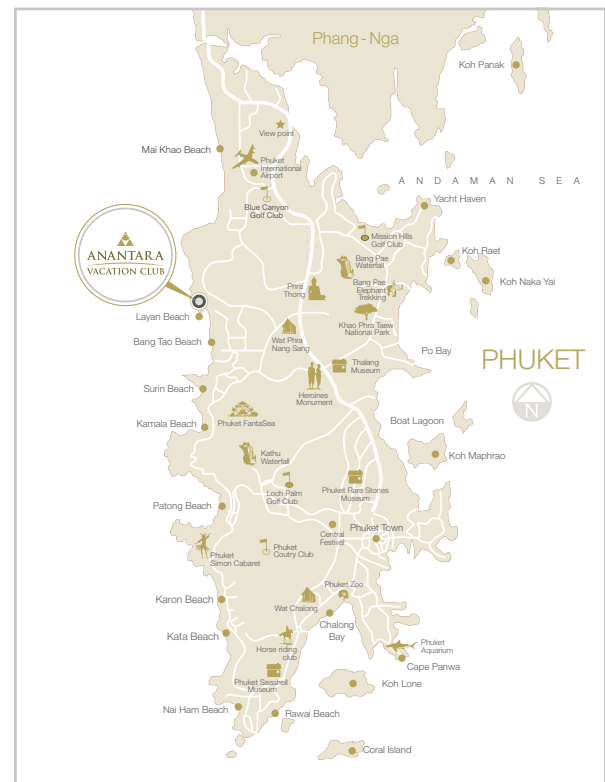 Phang - Nga
Koh Panak
View point
Mai Khao Beach
Phuket
International
Airport
ANDAMAN SEA
Blue Canyon
Golf Club
Yacht Haven
Mission Hills
Golf Club
ANANTARA
VACATION CLUB
Bang Pae
Waterfall
Koh Raet
Koh Naka Yai
Phra
Thong
Bang Pae
Elephant
Trekking
Layan Beach
Khao Phra Taew
National Park
Bang Tao Beach
Wat Phra
Nang Sang
Po Bay
PHUKET
Thalang
Museum
Surin Beach
Heroines
Monument
N
Kamala Beach
Phuket FantaSea
Boat Lagoon
Kathu
Waterfall
Koh Maphrao
Loch Palm
Golf Club
Phuket Rare Stones
Museum
Patong Beach
Central
Festival
Phuket Town
Phuket
Simon Cabaret
Phuket
Coutry Club
Phuket Zoo
Karon Beach
Wat Chalong
Chalong
Bay
Kata Beach
Horse riding
club
Phuket
Aquarium
Cape Panwa
Phuket Seashell
Museum
Koh Lone
Nai Harn Beach
Rawai Beach
Coral Island